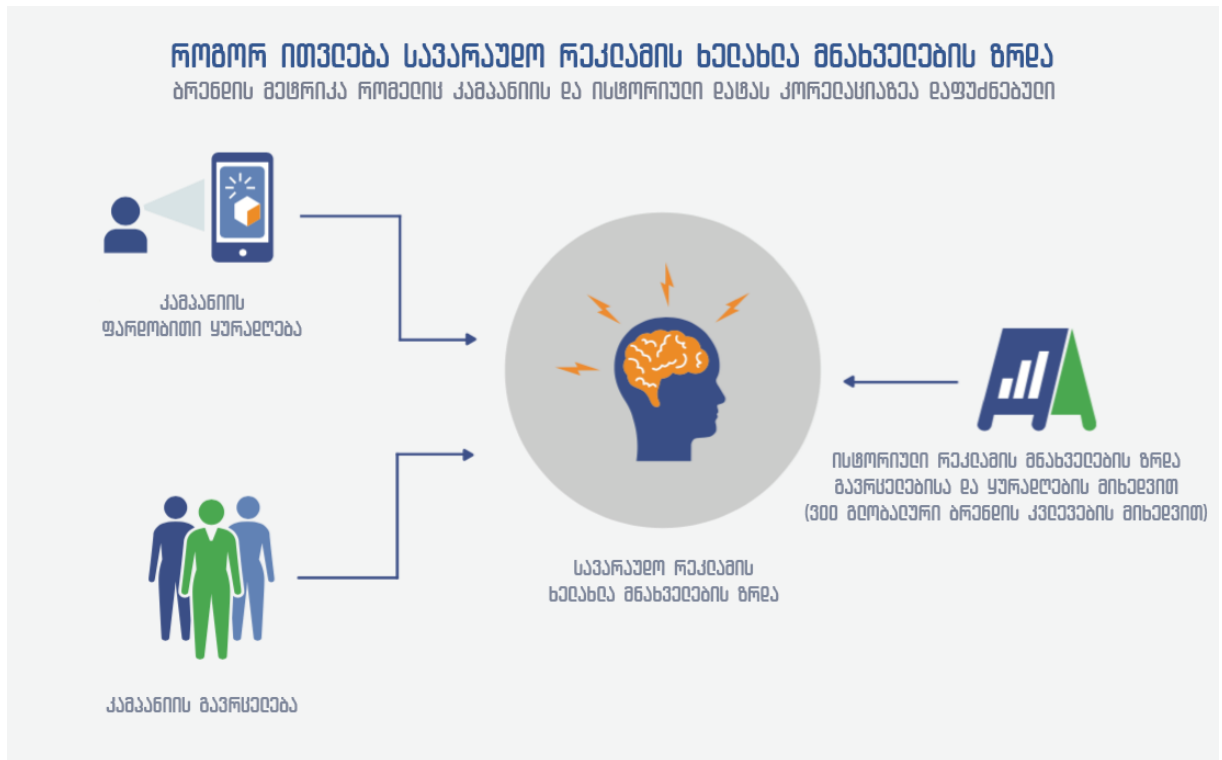 როგორ ითვლება სავარაუდო რეკლამის ხელახლა მნახველების ზრდა
ბრენდის მეტრიკა რომელიც კამპანიის და ისტორიული დატას კორელაციაზეა დაფუძნებული
კამპანიის
ფარდობითი ყურადღება
ისტორიული რეკლამის მნახველების ზრდა
გავრცელებისა და ყურადღების მიხედვით
(300 გლობალური ბრენდის კვლევების მიხედვით)
სავარაუდო რეკლამის
ხელახლა მნახველების ზრდა
კამპანიის გავრცელება